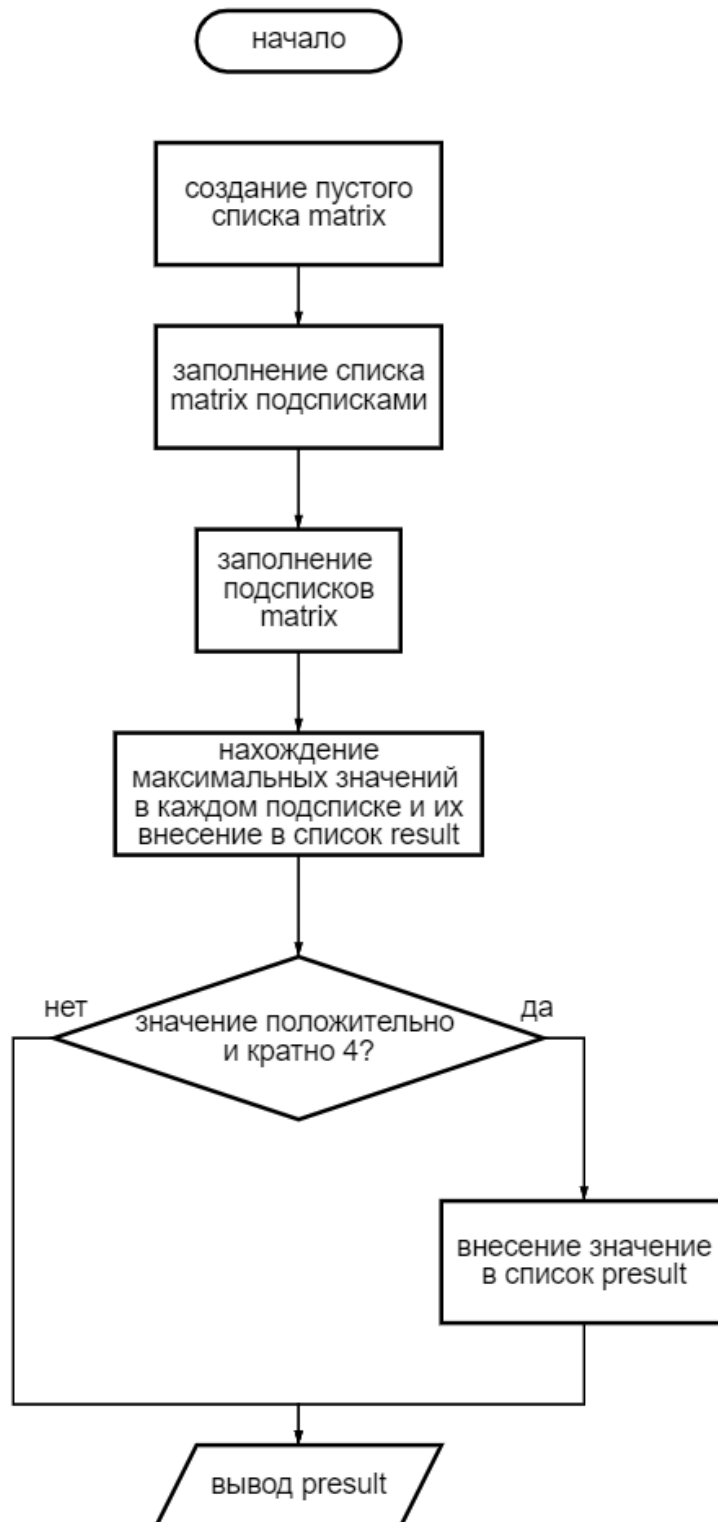 начало
создание пустого
списка matrix
заполнение списка
matrix подсписками
заполнение
подсписков
matrix
нахождение
максимальных значений
в каждом подсписке и их
внесение в список result
нет
да
значение положительно
и кратно 4?
внесение значение
в список presult
вывод presult